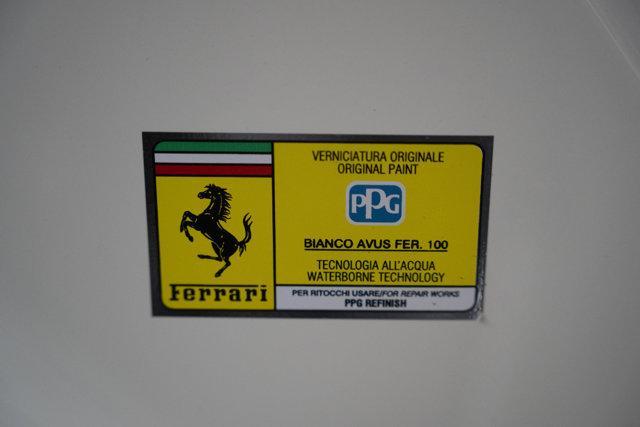 VERNICIATURA ORIGINALE
ORIGINAL PAINT
PPG
BIANCO AVUS FER. 100
TECNOLOGIA ALL'ACQUA
WATERBORNE TECHNOLOGY
Ferrari
PER RITOCCHI USARE/FOR REPAIR WORKS
PPG REFINISH